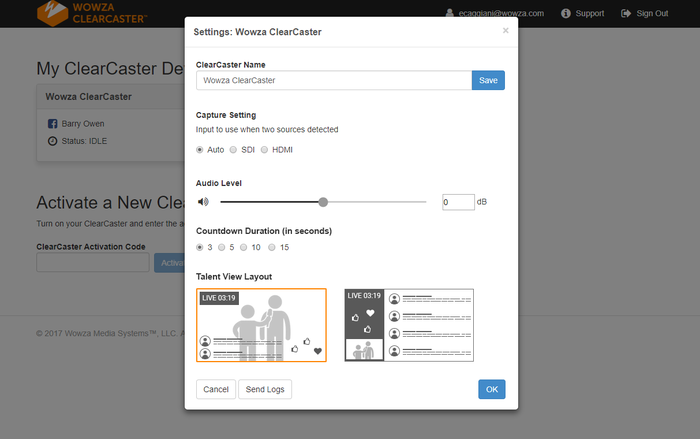 WOWZA
CLEARCASTER™
ecaggiani@wowza.com Support Sign Out
My ClearCaster De
Wowza ClearCaster
Barry Owen
Status: IDLE
Activate a New Clea
Turn on your ClearCaster and enter the a
ClearCaster Activation Code
Activa
© 2017 Wowza Media Systems™, LLC. A
Settings: Wowza ClearCaster ×
ClearCaster Name
Wowza ClearCaster Save
Capture Setting
Input to use when two sources detected
Auto SDI HDMI
Audio Level
0 dB
Countdown Duration (in seconds)
3 5 10 15
Talent View Layout
LIVE 03:19 LIVE 03:19
Cancel Send Logs OK